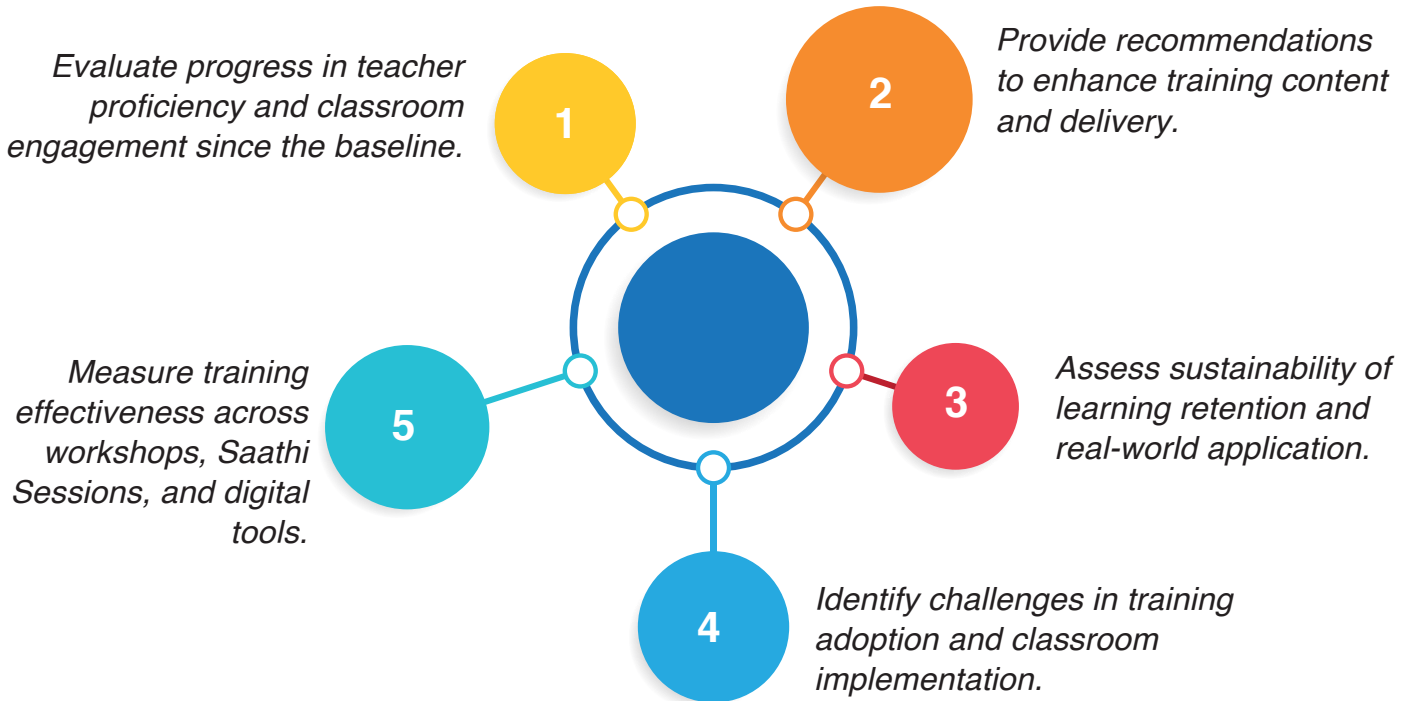 Evaluate progress in teacher
proficiency and classroom
engagement since the baseline.
1
2
Provide recommendations
to enhance training content
and delivery.
3
Assess sustainability of
learning retention and
real-world application.
4
Identify challenges in training
adoption and classroom
implementation.
5
Measure training
effectiveness across
workshops, Saathi
Sessions, and digital
tools.